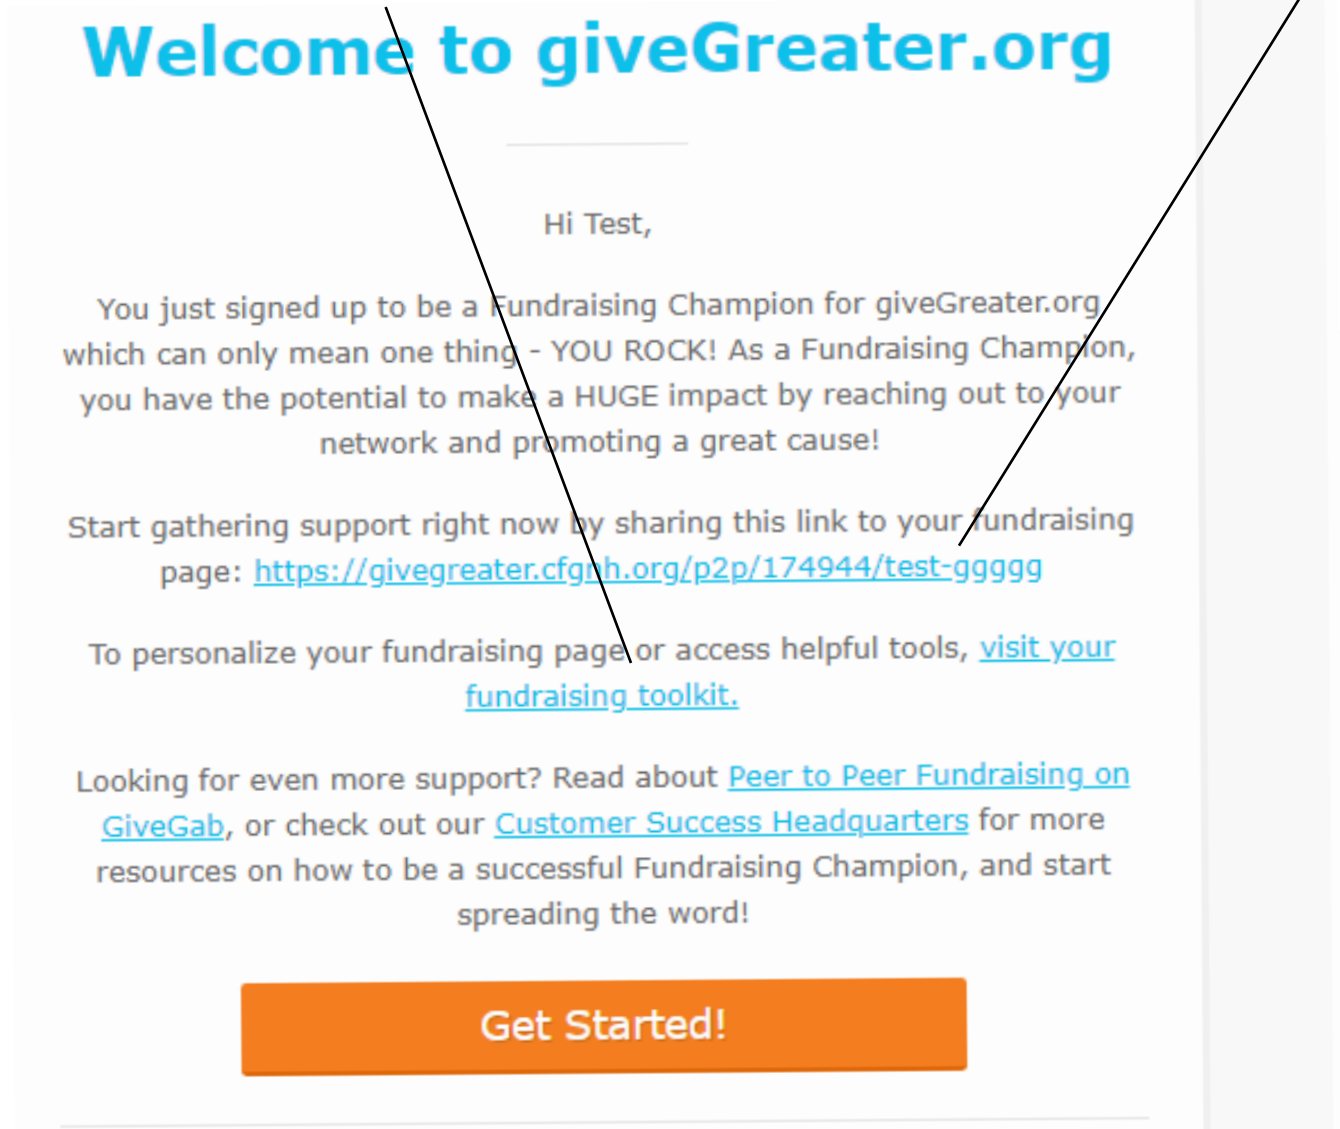 Welcome to giveGreater.org
Hi Test,
You just signed up to be a Fundraising Champion for giveGreater.org
which can only mean one thing - YOU ROCK! As a Fundraising Champion,
you have the potential to make a HUGE impact by reaching out to your
network and promoting a great cause!
Start gathering support right now by sharing this link to your fundraising
page: https://givegreater.cfgnh.org/p2p/174944/test-ggggg
To personalize your fundraising page or access helpful tools, visit your
fundraising toolkit.
Looking for even more support? Read about Peer to Peer Fundraising on
GiveGab, or check out our Customer Success Headquarters for more
resources on how to be a successful Fundraising Champion, and start
spreading the word!
Get Started!